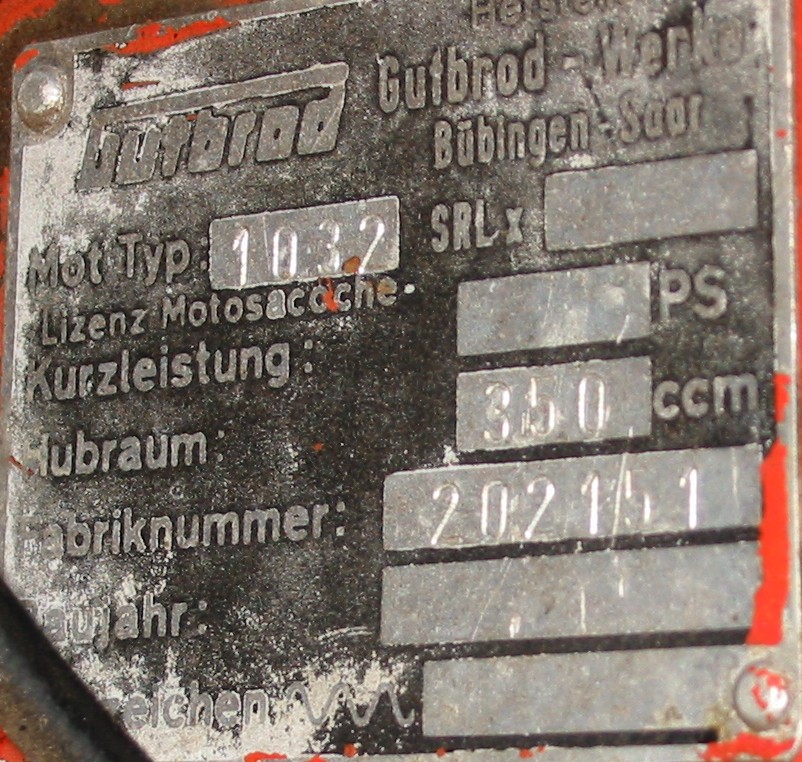 Gutbrod
Gutbrod - Werke
Bübingen - Saar
Mot Typ: 1032 SRL x
Lizenz Motosacoche
Kurzleistung: PS
Hubraum: 350 ccm
Fabriknummer: 202151
Baujahr: